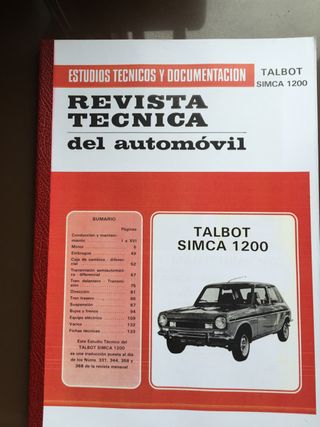 ESTUDIOS TECNICOS Y DOCUMENTACION
TALBOT
SIMCA 1200
REVISTA
TECNICA
del automóvil
SUMARIO
Páginas
Conducción y manteni-
miento I a XVI
Motor 5
Embrague 49
Caja de cambios - diferen-
cial 52
Transmisión semiautomá-
tica - diferencial 67
Tren delantero - Transmi-
sión 75
Dirección 81
Tren trasero 86
Suspensión 87
Bujes y frenos 94
Equipo eléctrico 109
Varios 132
Fichas técnicas 133
Este Estudio Técnico del
TALBOT SIMCA 1200
es una traducción puesta al día
de los Núms. 331, 344, 358 y
368 de la revista mensual
TALBOT
SIMCA 1200